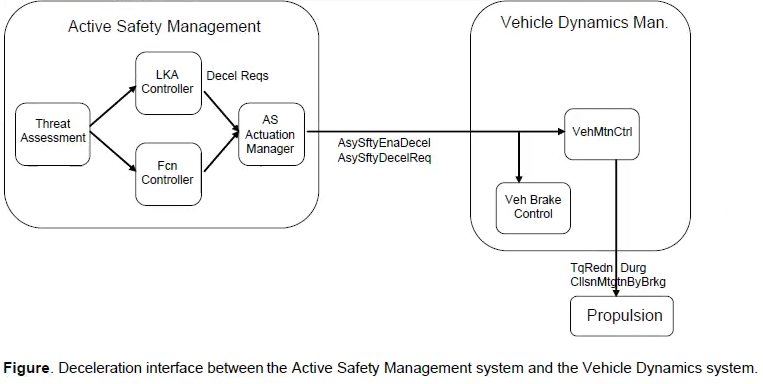 Active Safety Management
Vehicle Dynamics Man.
LKA
Controller
Decel Reqs
Threat
Assessment
AS
Actuation
Manager
Fcn
Controller
AsySftyEnaDecel
AsySftyDecelReq
VehMtnCtrl
Veh Brake
Control
TqRedn Durg
CllsnMtgtnByBrkg
Propulsion
Figure. Deceleration interface between the Active Safety Management system and the Vehicle Dynamics system.